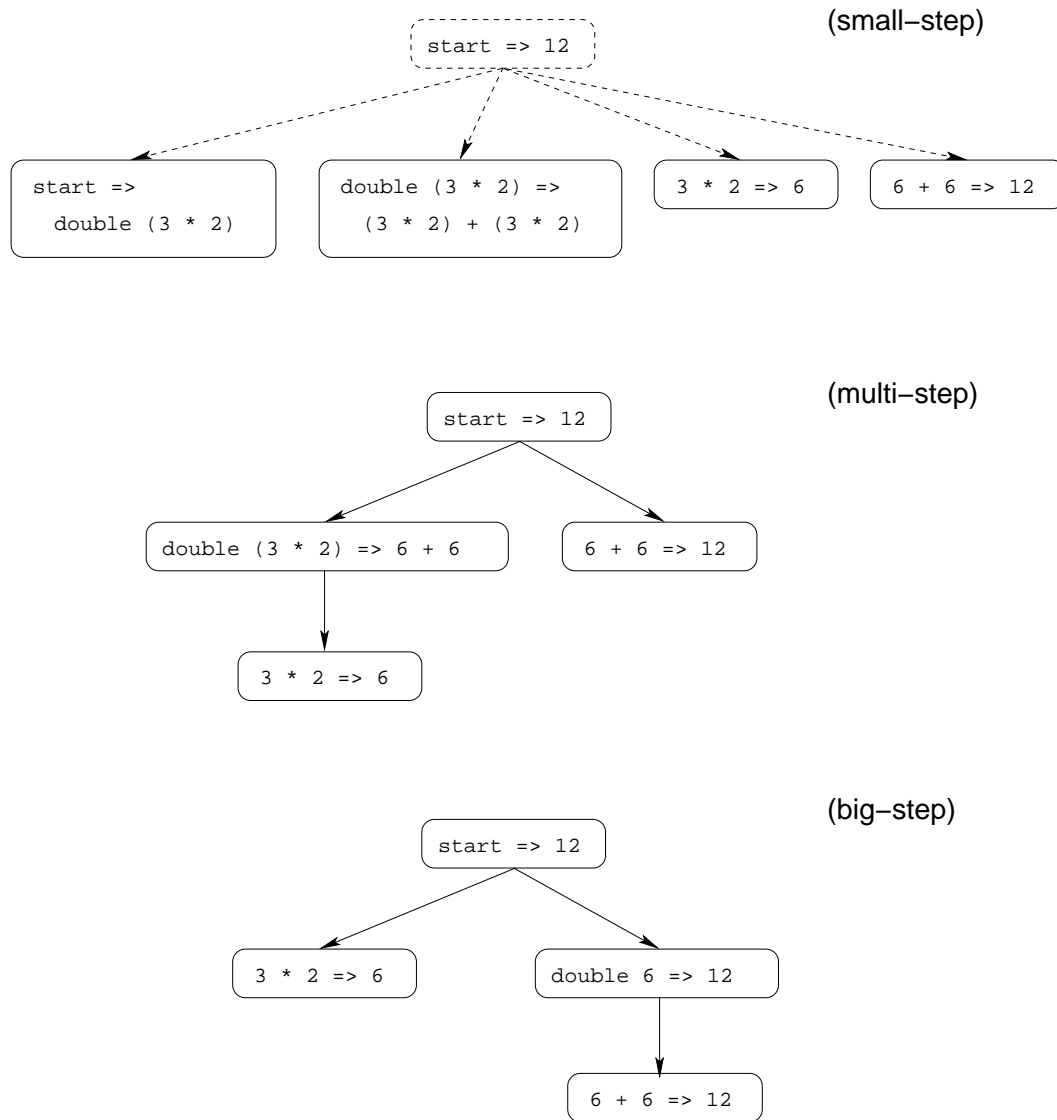 (small−step)
start => 12
start =>
double (3 * 2)
double (3 * 2) =>
(3 * 2) + (3 * 2)
3 * 2 => 6
6 + 6 => 12
(multi−step)
start => 12
double (3 * 2) => 6 + 6
6 + 6 => 12
3 * 2 => 6
(big−step)
start => 12
3 * 2 => 6
double 6 => 12
6 + 6 => 12